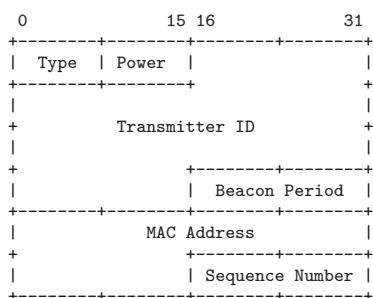 0 15 16 31
Type Power
Transmitter ID
Beacon Period
MAC Address
Sequence Number